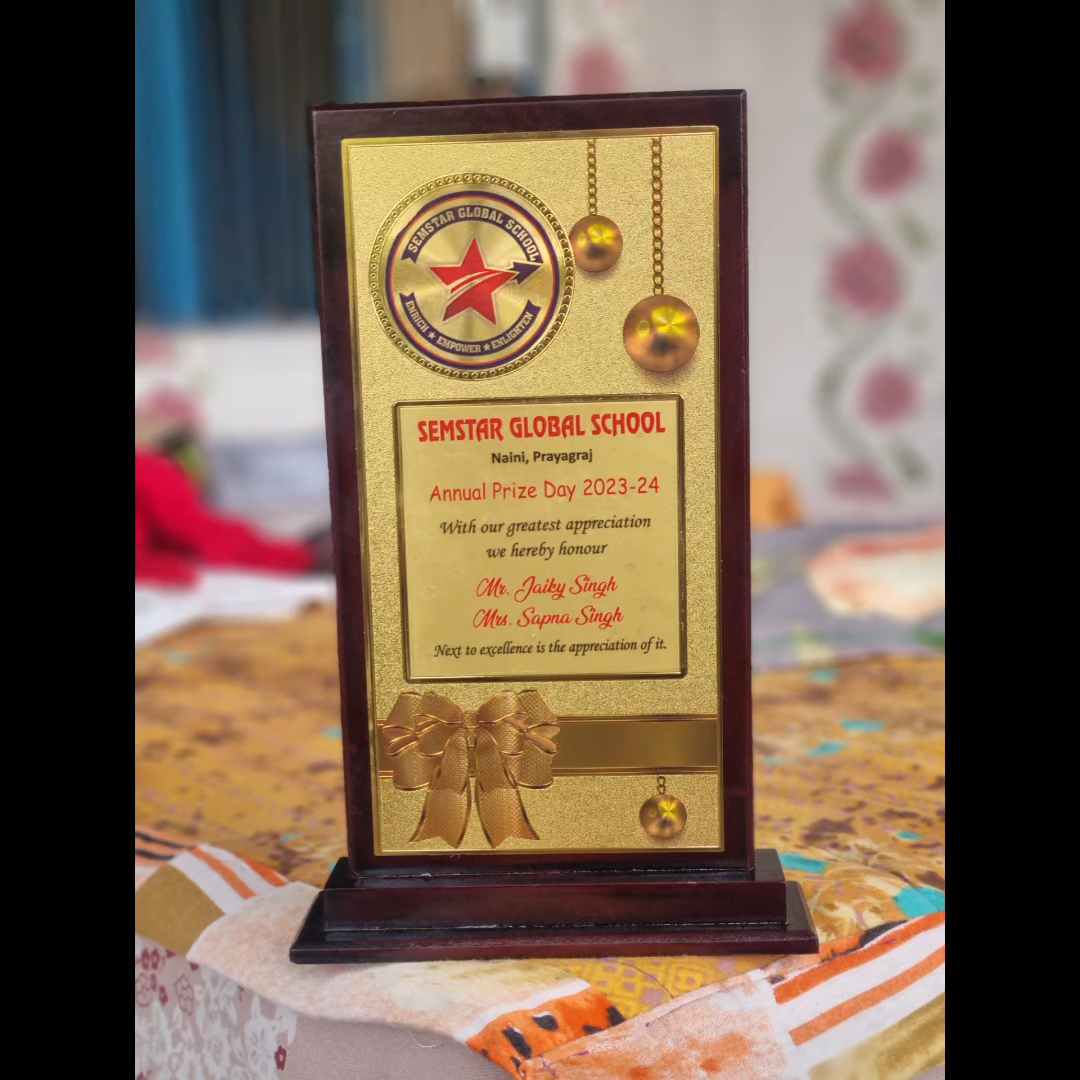 SEMSTAR GLOBAL SCHOOL
ENRICH ★ EMPOWER ★ ENLIGHTEN
SEMSTAR GLOBAL SCHOOL
Naini, Prayagraj
Annual Prize Day 2023-24
With our greatest appreciation
we hereby honour
Mr. Jaiky Singh
Mrs. Sapna Singh
Next to excellence is the appreciation of it.